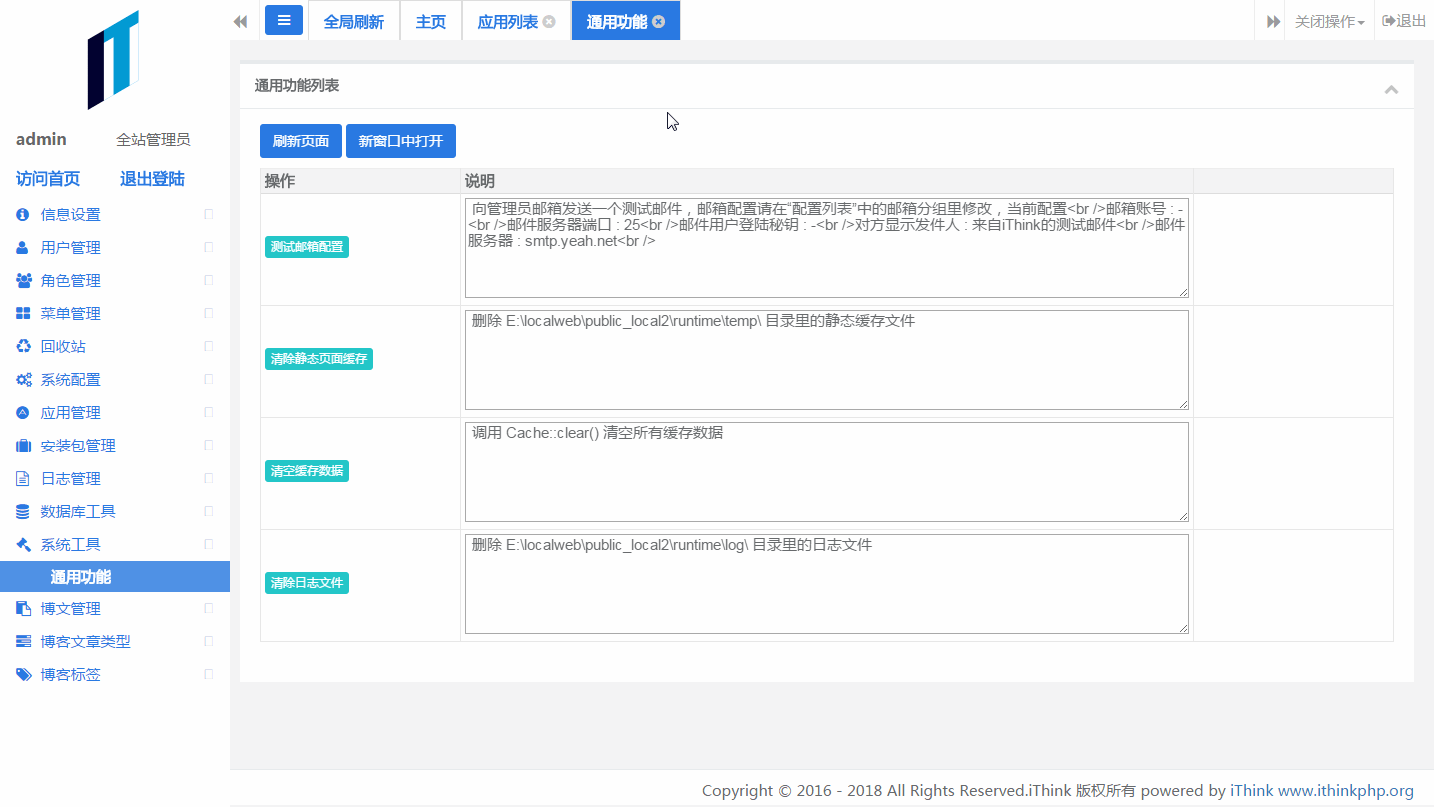 全局刷新 主页 应用列表 通用功能 关闭操作 退出
iT
admin 全站管理员
访问首页 退出登陆
信息设置
用户管理
角色管理
菜单管理
回收站
系统配置
应用管理
安装包管理
日志管理
数据库工具
系统工具
通用功能
博文管理
博客文章类型
博客标签
通用功能列表
刷新页面 新窗口中打开
操作 说明
测试邮箱配置
向管理员邮箱发送一个测试邮件，邮箱配置请在“配置列表”中的邮箱分组里修改，当前配置<br />邮箱账号 : -
<br />邮件服务器端口 : 25<br />邮件用户登陆秘钥 : -<br />对方显示发件人 : 来自iThink的测试邮件<br />邮件
服务器 : smtp.yeah.net<br />
清除静态页面缓存
删除 E:\localweb\public_local2\runtime\temp\ 目录里的静态缓存文件
清空缓存数据
调用 Cache::clear() 清空所有缓存数据
清除日志文件
删除 E:\localweb\public_local2\runtime\log\ 目录里的日志文件
Copyright © 2016 - 2018 All Rights Reserved.iThink 版权所有 powered by iThink www.ithinkphp.org